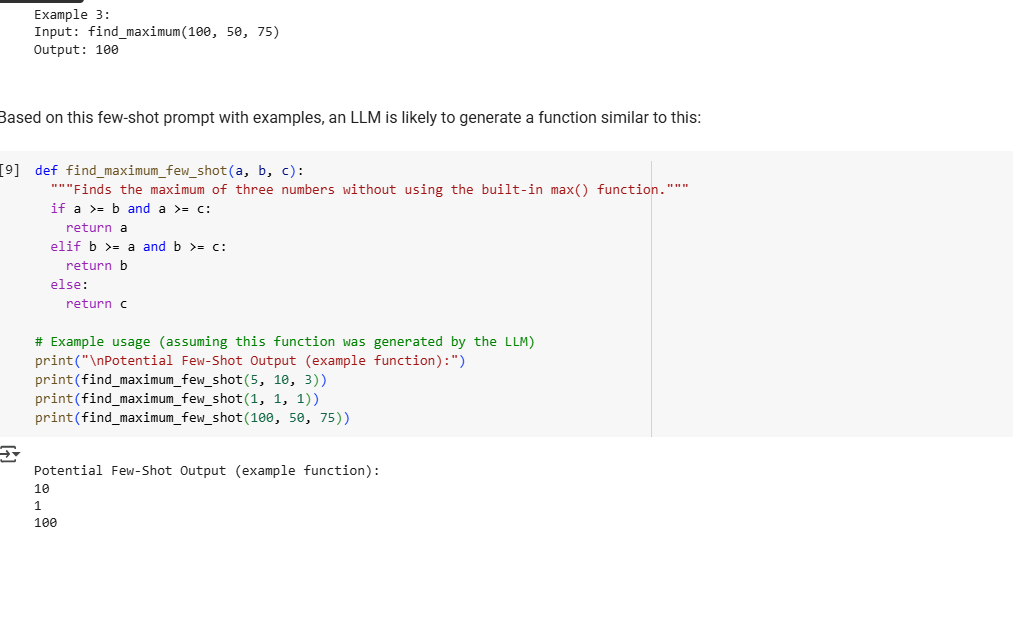 Example 3:
Input: find_maximum(100, 50, 75)
Output: 100
Based on this few-shot prompt with examples, an LLM is likely to generate a function similar to this:
[9] def find_maximum_few_shot(a, b, c):
"""Finds the maximum of three numbers without using the built-in max() function."""
if a >= b and a >= c:
return a
elif b >= a and b >= c:
return b
else:
return c
# Example usage (assuming this function was generated by the LLM)
print("\nPotential Few-Shot Output (example function):")
print(find_maximum_few_shot(5, 10, 3))
print(find_maximum_few_shot(1, 1, 1))
print(find_maximum_few_shot(100, 50, 75))
Potential Few-Shot Output (example function):
10
1
100